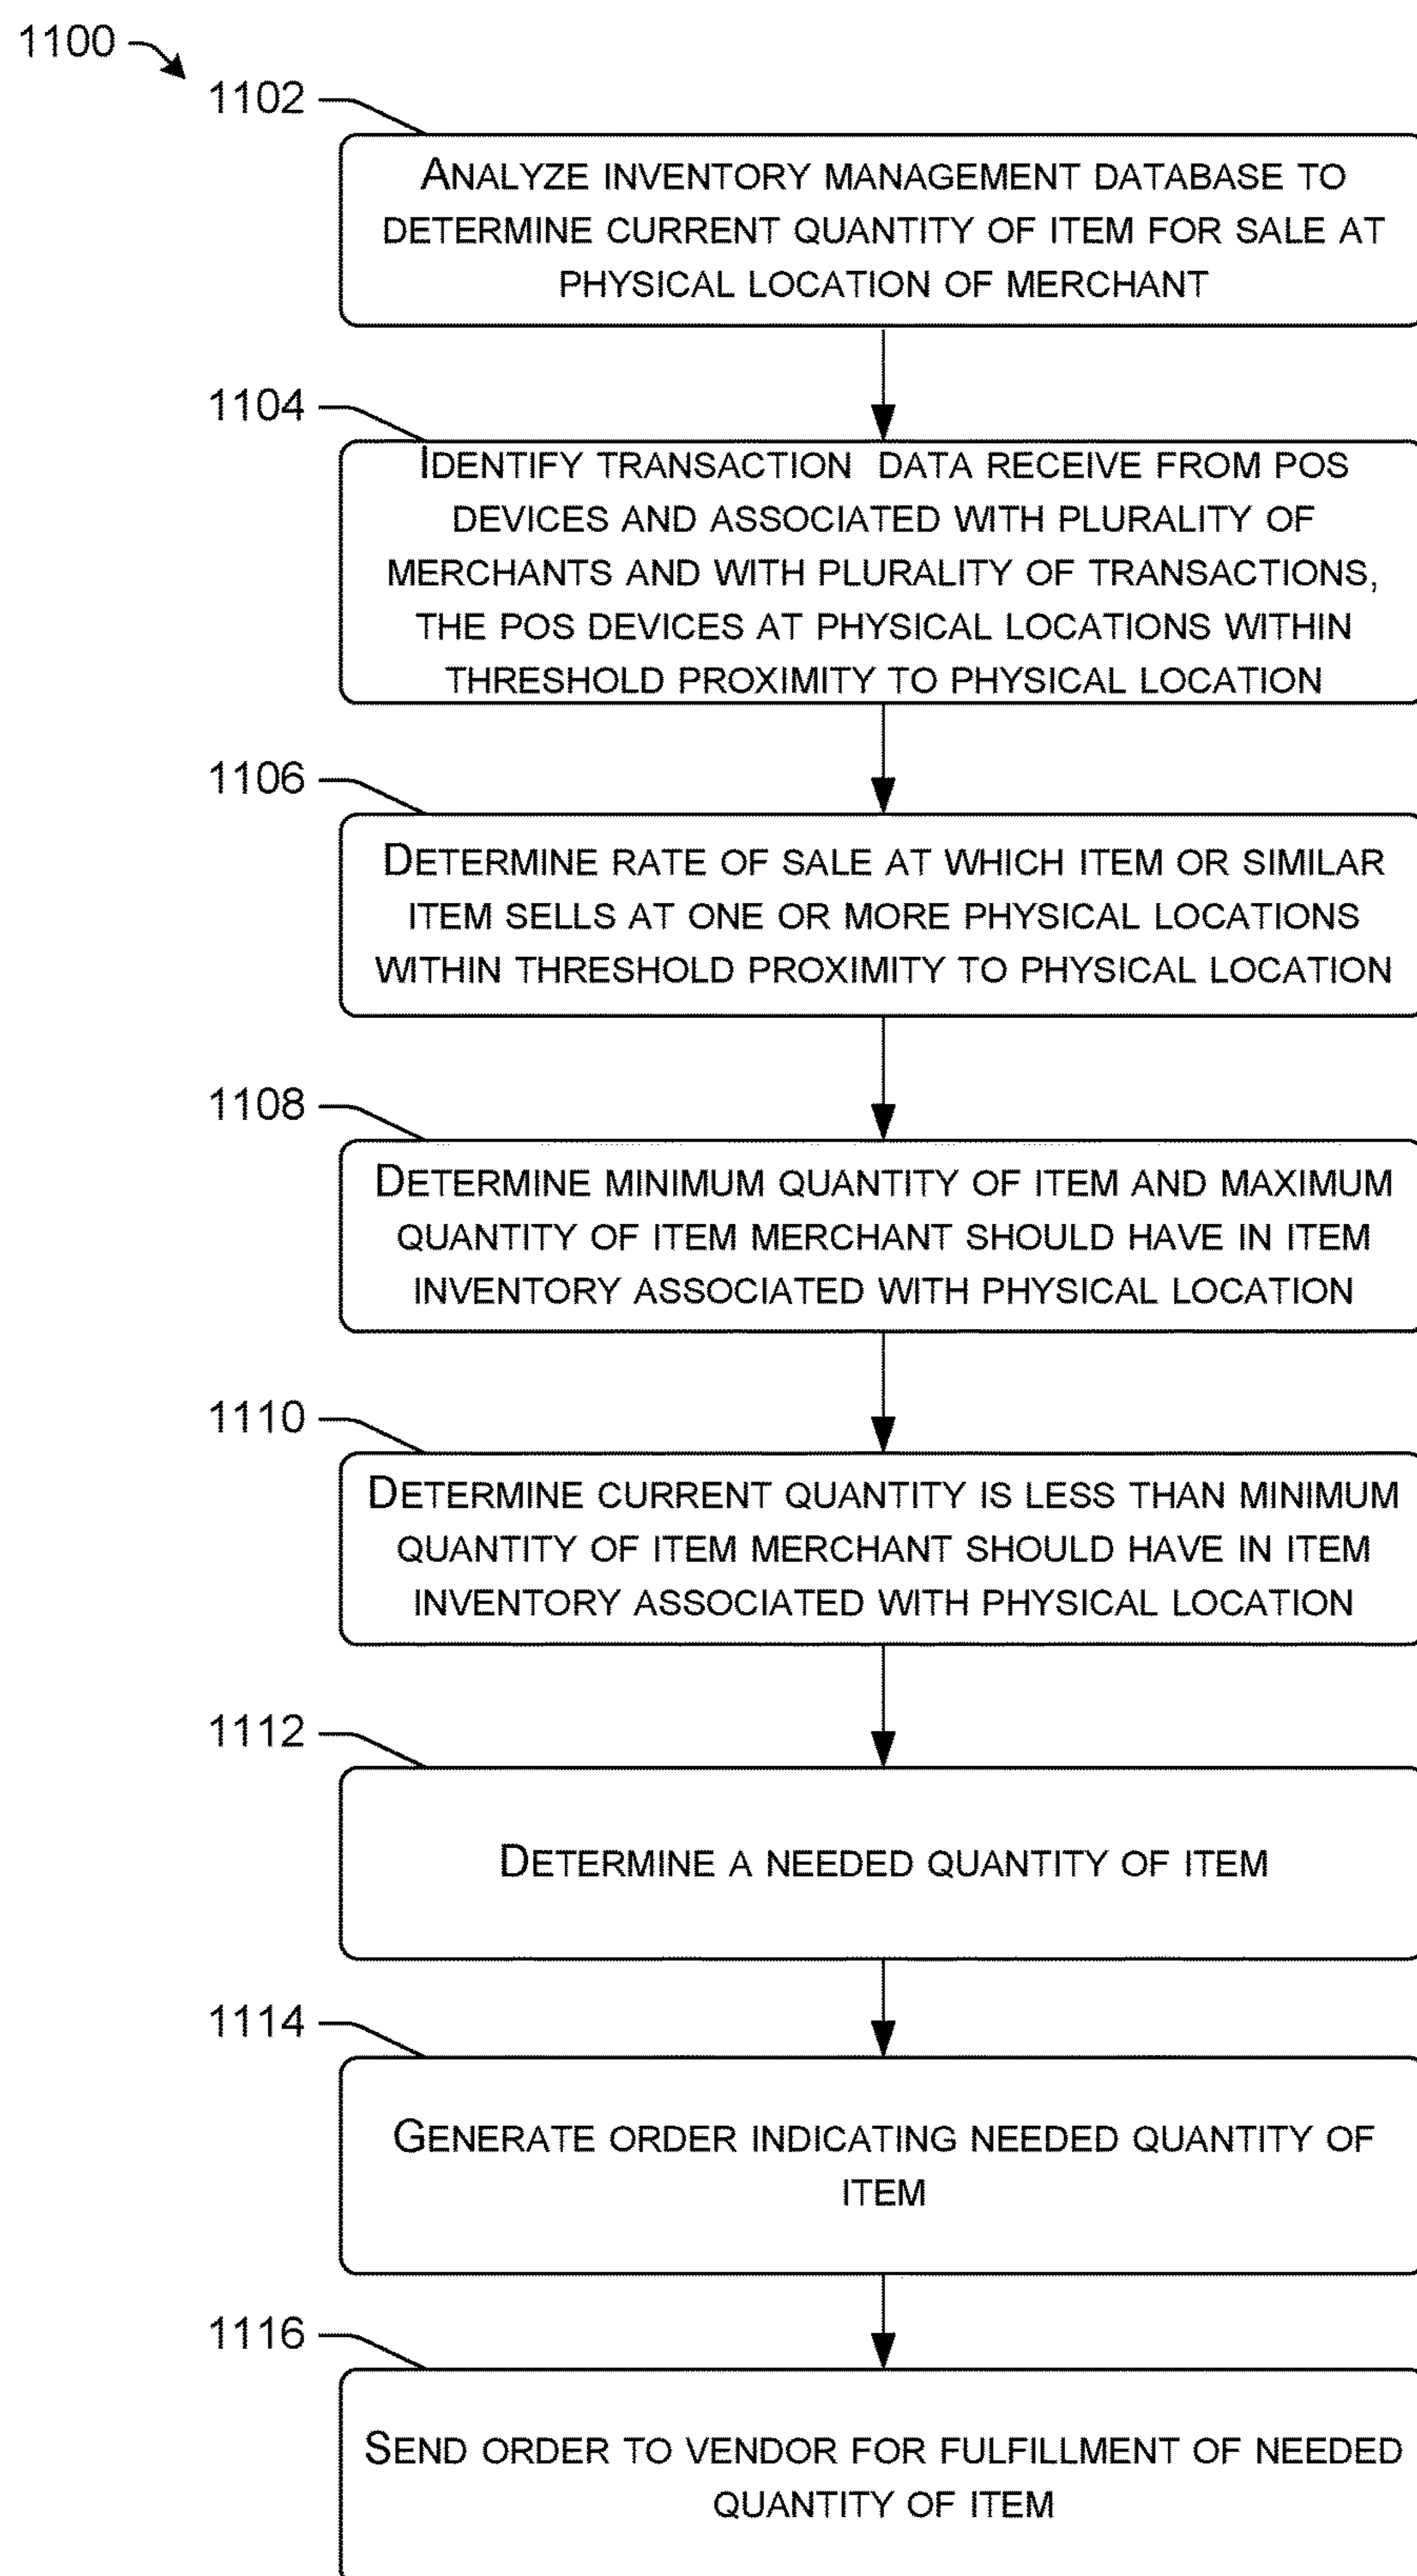 1100
1102
ANALYZE INVENTORY MANAGEMENT DATABASE TO
DETERMINE CURRENT QUANTITY OF ITEM FOR SALE AT
PHYSICAL LOCATION OF MERCHANT
1104
IDENTIFY TRANSACTION DATA RECEIVE FROM POS
DEVICES AND ASSOCIATED WITH PLURALITY OF
MERCHANTS AND WITH PLURALITY OF TRANSACTIONS,
THE POS DEVICES AT PHYSICAL LOCATIONS WITHIN
THRESHOLD PROXIMITY TO PHYSICAL LOCATION
1106
DETERMINE RATE OF SALE AT WHICH ITEM OR SIMILAR
ITEM SELLS AT ONE OR MORE PHYSICAL LOCATIONS
WITHIN THRESHOLD PROXIMITY TO PHYSICAL LOCATION
1108
DETERMINE MINIMUM QUANTITY OF ITEM AND MAXIMUM
QUANTITY OF ITEM MERCHANT SHOULD HAVE IN ITEM
INVENTORY ASSOCIATED WITH PHYSICAL LOCATION
1110
DETERMINE CURRENT QUANTITY IS LESS THAN MINIMUM
QUANTITY OF ITEM MERCHANT SHOULD HAVE IN ITEM
INVENTORY ASSOCIATED WITH PHYSICAL LOCATION
1112
DETERMINE A NEEDED QUANTITY OF ITEM
1114
GENERATE ORDER INDICATING NEEDED QUANTITY OF
ITEM
1116
SEND ORDER TO VENDOR FOR FULFILLMENT OF NEEDED
QUANTITY OF ITEM